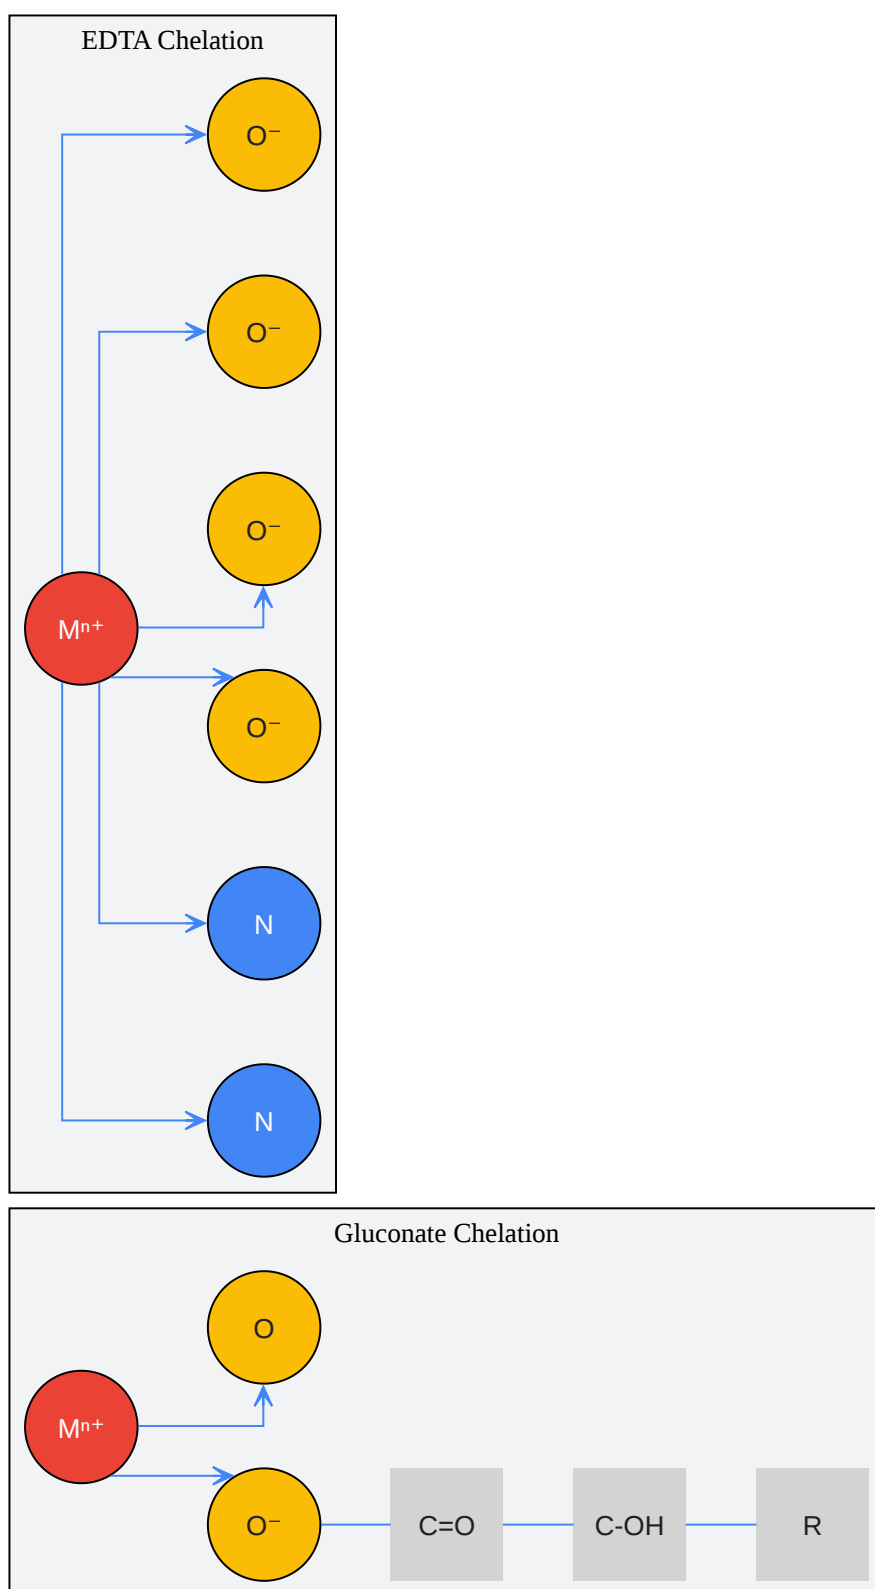 EDTA Chelation
O⁻
O⁻
O⁻
Mⁿ⁺
O⁻
N
N
Gluconate Chelation
O
Mⁿ⁺
O⁻
C=O
C-OH
R